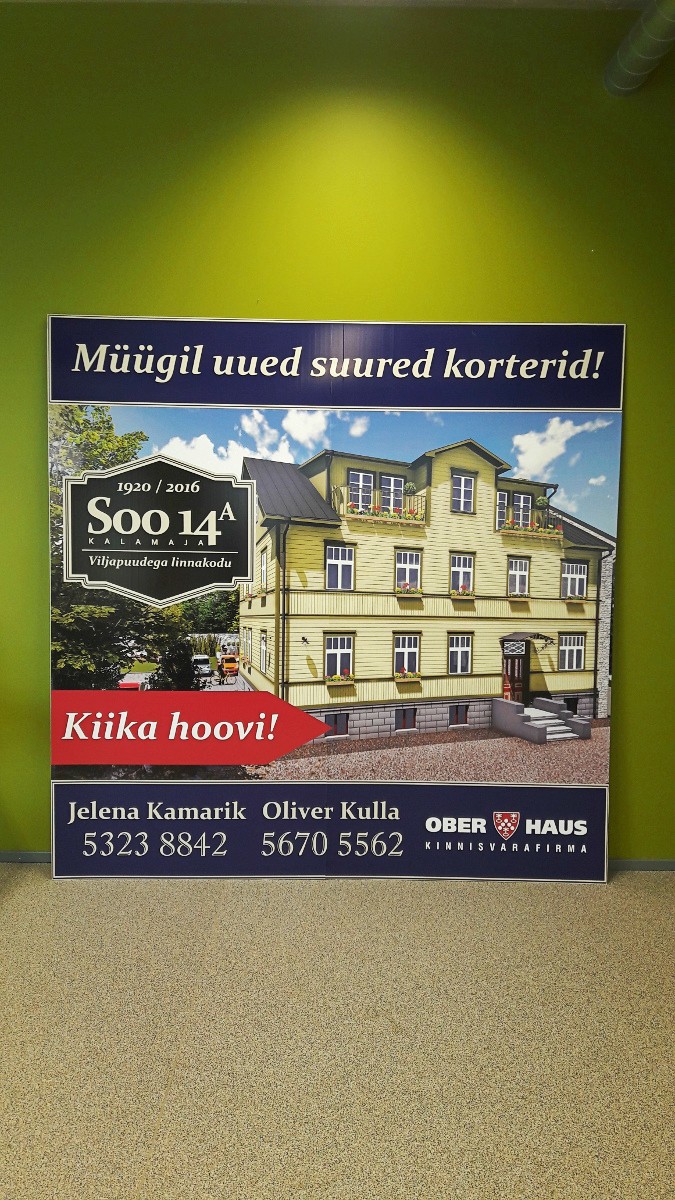 Müügil uued suured korterid!
1920 / 2016
Soo 14A
KALAMAJA
Viljapuudega linnakodu
Kiika hoovi!
Jelena Kamarik
5323 8842
Oliver Kulla
5670 5562
OBER HAUS
KINNISVARAFIRMA